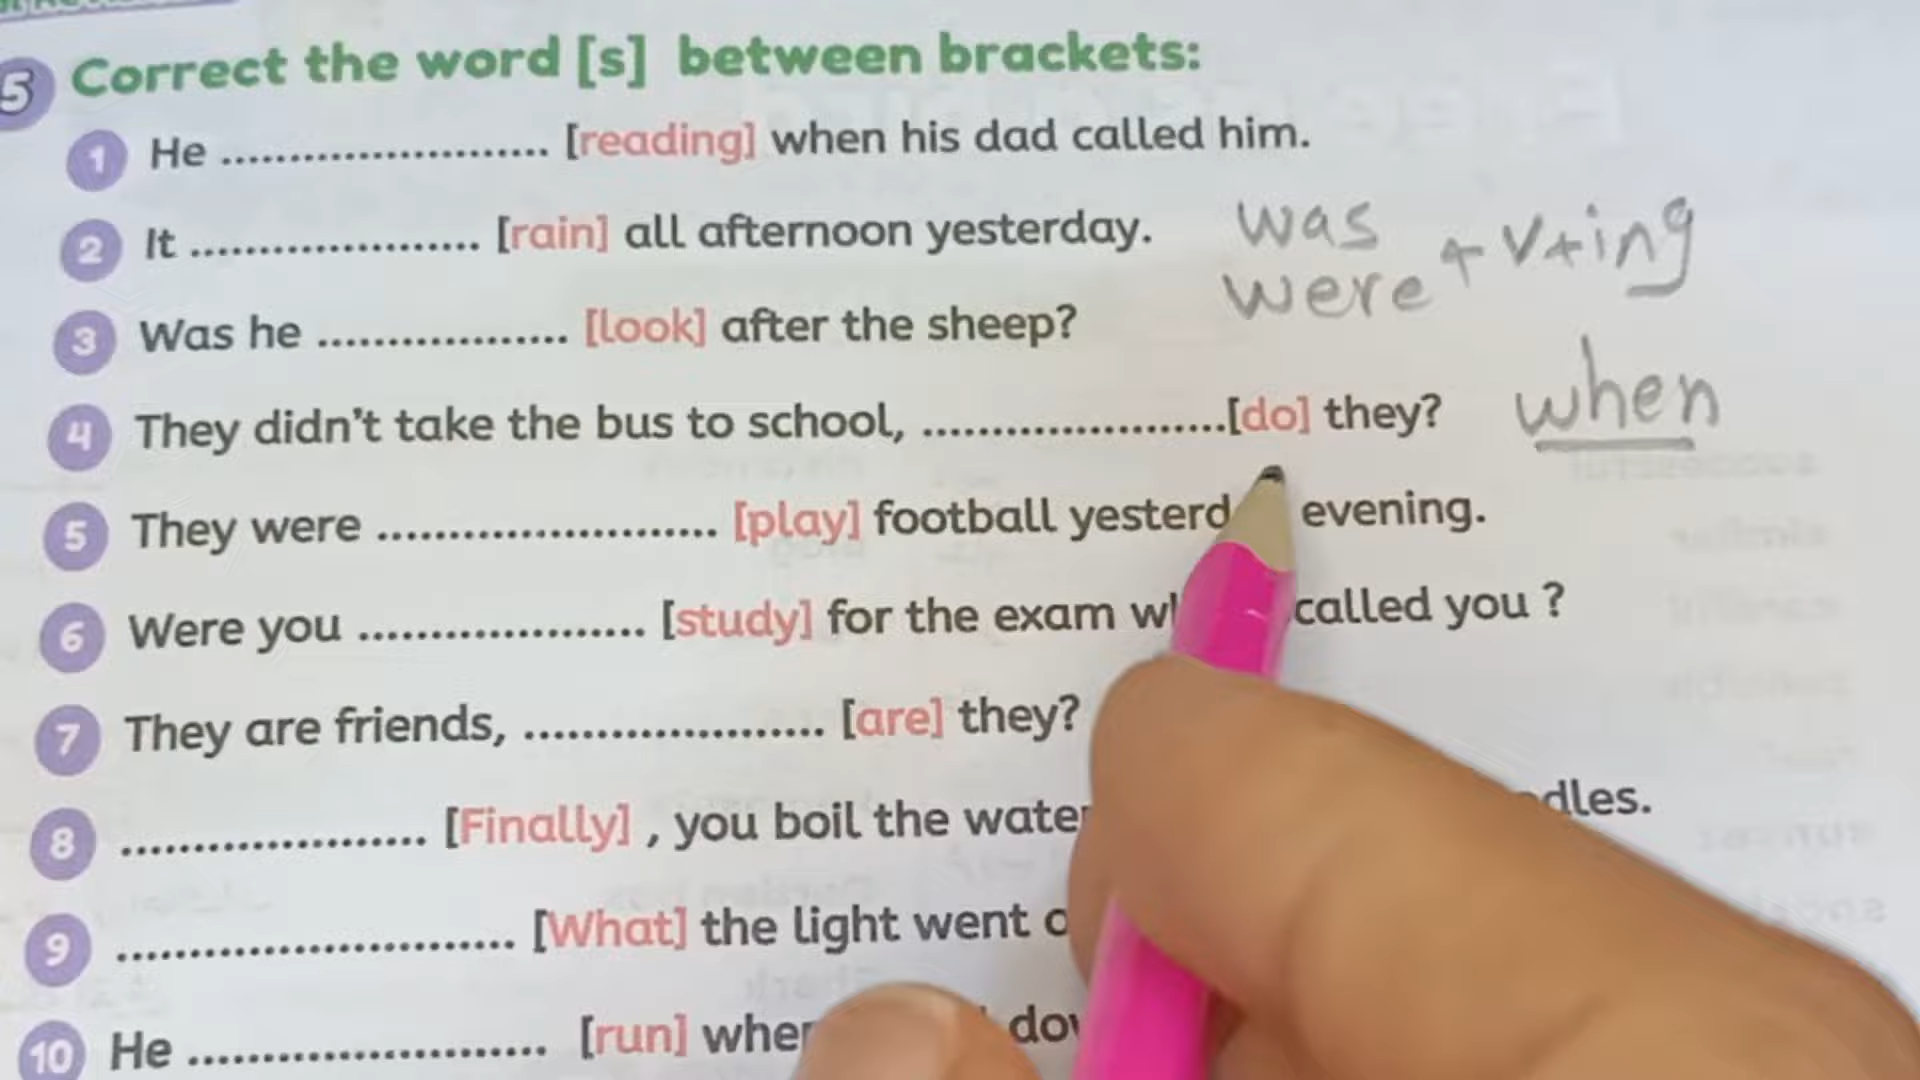 5 Correct the word [s] between brackets:
1 He ........................ [reading] when his dad called him.
2 It ..................... [rain] all afternoon yesterday.
was
were + v+ing
3 Was he .................. [look] after the sheep?
4 They didn't take the bus to school, ......................[do] they?
when
5 They were ......................... [play] football yesterd evening.
6 Were you ..................... [study] for the exam called you ?
7 They are friends, ...................... [are] they?
8 ...................... [Finally] , you boil the water dles.
9 ............................. [What] the light went
10 He .......................... [run] when